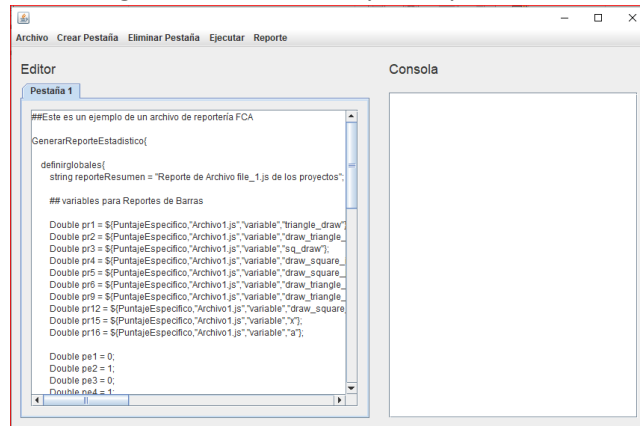 Archivo Crear Pestaña Eliminar Pestaña Ejecutar Reporte
Editor
Consola
Pestaña 1
##Este es un ejemplo de un archivo de reportería FCA
GenerarReporteEstadistico{
definirglobales{
string reporteResumen = "Reporte de Archivo file_1.js de los proyectos";
## variables para Reportes de Barras
Double pr1 = ${PuntajeEspecifico,"Archivo1.js","variable","triangle_draw"}
Double pr2 = ${PuntajeEspecifico,"Archivo1.js","variable","draw_triangle_
Double pr3 = ${PuntajeEspecifico,"Archivo1.js","variable","sq_draw"};
Double pr4 = ${PuntajeEspecifico,"Archivo1.js","variable","draw_square_
Double pr5 = ${PuntajeEspecifico,"Archivo1.js","variable","draw_square_
Double pr6 = ${PuntajeEspecifico,"Archivo1.js","variable","draw_triangle_
Double pr9 = ${PuntajeEspecifico,"Archivo1.js","variable","draw_triangle_
Double pr12 = ${PuntajeEspecifico,"Archivo1.js","variable","draw_square_
Double pr15 = ${PuntajeEspecifico,"Archivo1.js","variable","x"};
Double pr16 = ${PuntajeEspecifico,"Archivo1.js","variable","a"};
Double pe1 = 0;
Double pe2 = 1;
Double pe3 = 0;
Double pe4 = 1;